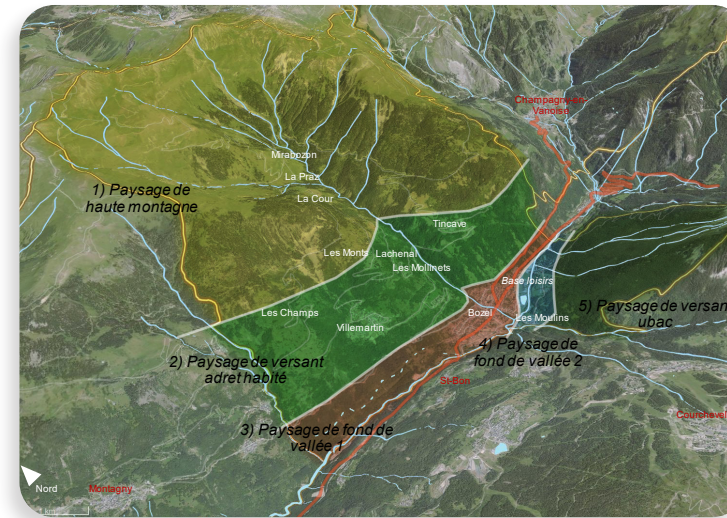 Champagne-en-
Vanoise
Mirabozon
La Praz
1) Paysage de
haute montagne
La Cour
Tincave
Les Monts
Lachenal
Les Mollinets
Base loisirs
Les Champs
Bozel
Les Moulins
5) Paysage de versan
ubac
Villemartin
4) Paysage de
fond de vallée 2
2) Paysage de versant
adret habité
St-Bon
Courchevel
3) Paysage de fond de
vallée 1
Nord
Montagny